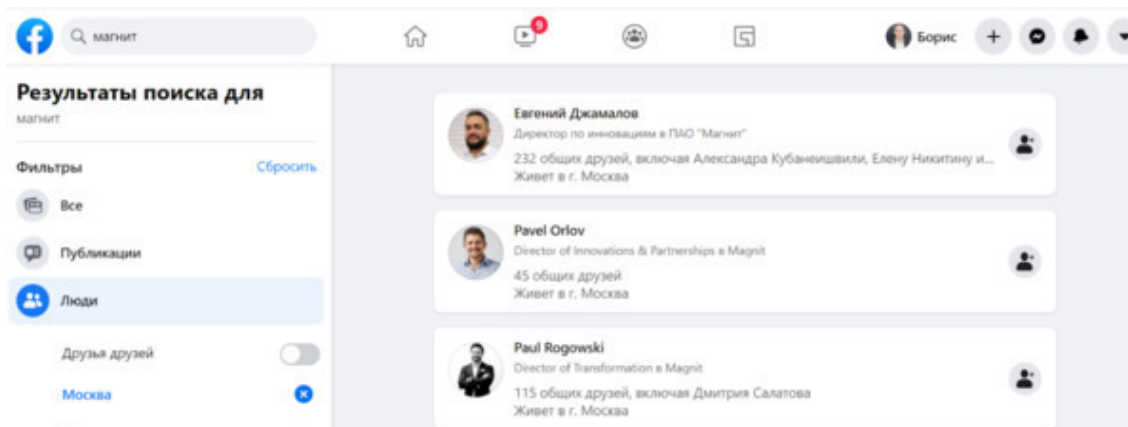 магнит
9
Борис
Результаты поиска для
магнит
Фильтры
Сбросить
Все
Публикации
Люди
Друзья друзей
Москва
Евгений Джамалов
Директор по инновациям в ПАО "Магнит"
232 общих друзей, включая Александра Кубанеишвили, Елену Никитину и...
Живет в г. Москва
Pavel Orlov
Director of Innovations & Partnerships в Magnit
45 общих друзей
Живет в г. Москва
Paul Rogowski
Director of Transformation в Magnit
115 общих друзей, включая Дмитрия Салатова
Живет в г. Москва